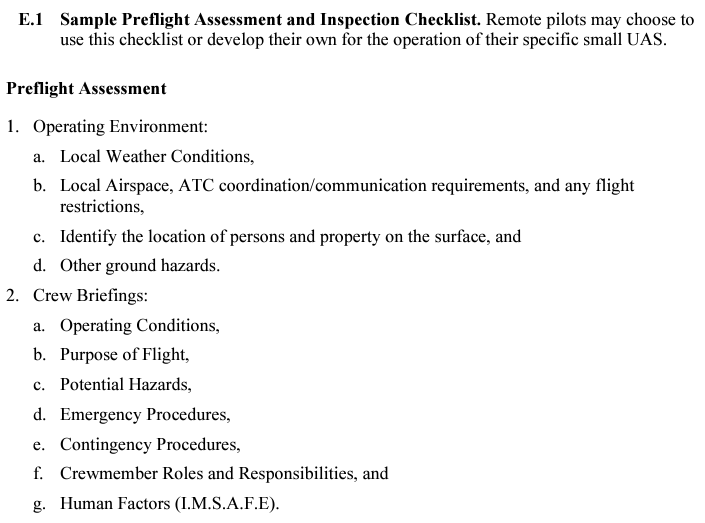 E.1 Sample Preflight Assessment and Inspection Checklist. Remote pilots may choose to
use this checklist or develop their own for the operation of their specific small UAS.
Preflight Assessment
1. Operating Environment:
a. Local Weather Conditions,
b. Local Airspace, ATC coordination/communication requirements, and any flight
restrictions,
c. Identify the location of persons and property on the surface, and
d. Other ground hazards.
2. Crew Briefings:
a. Operating Conditions,
b. Purpose of Flight,
c. Potential Hazards,
d. Emergency Procedures,
e. Contingency Procedures,
f. Crewmember Roles and Responsibilities, and
g. Human Factors (I.M.S.A.F.E).